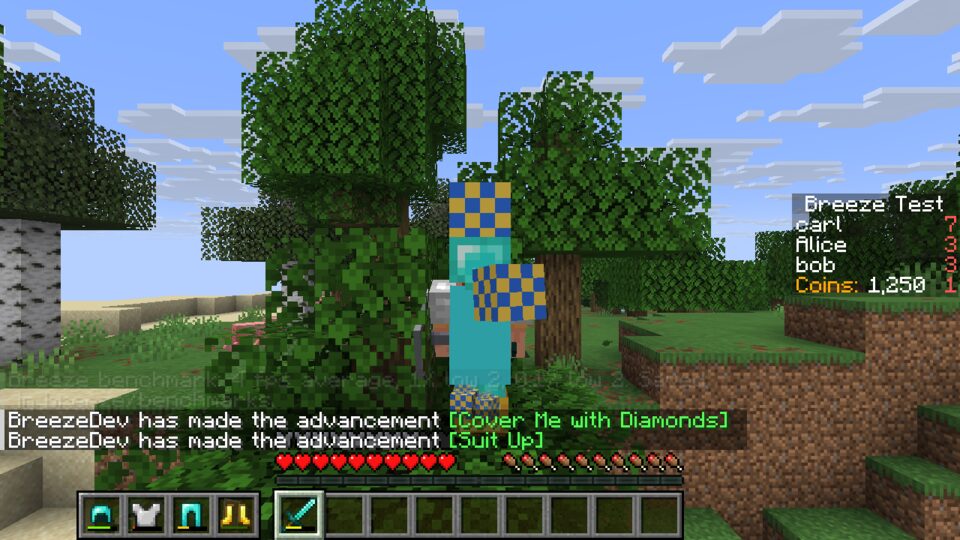 Breeze Test
carl 7
Alice 3
bob 3
Coins: 1,250 1
BreezeDev has made the advancement [Cover Me with Diamonds]
BreezeDev has made the advancement [Suit Up]